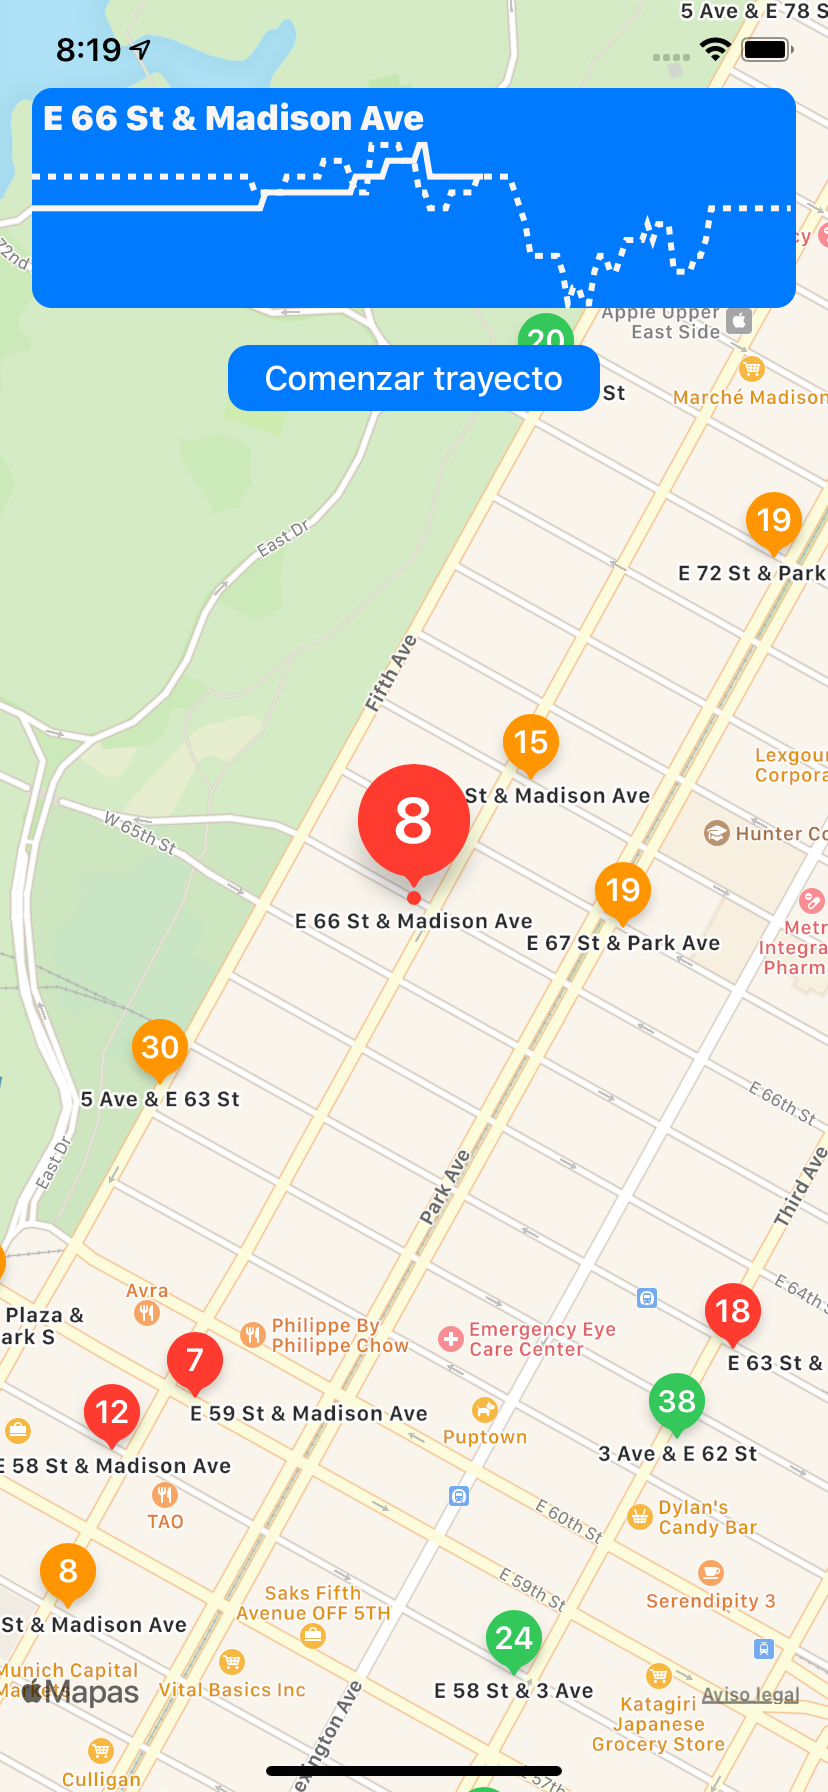 5 Ave & E 78 S
8:19
E 66 St & Madison Ave
72nd
cy
Apple Upper
East Side
20
Comenzar trayecto
St
Marché Madison
East Dr
19
E 72 St & Park
Fifth Ave
15
St & Madison Ave
Lexgour
Corpora
8
W 65th St
Hunter Co
19
E 66 St & Madison Ave
E 67 St & Park Ave
Metr
Integra
Pharm
30
5 Ave & E 63 St
E 66th St
East Dr
Park Ave
Third Ave
E 64th St
Avra
Plaza &
ark S
Philippe By
Philippe Chow
Emergency Eye
Care Center
18
E 63 St &
7
E 59 St & Madison Ave
38
12
Puptown
3 Ave & E 62 St
E 58 St & Madison Ave
TAO
E 60th St
Dylan's
Candy Bar
8
E 59th St
Serendipity 3
St & Madison Ave
Saks Fifth
Avenue OFF 5TH
24
Munich Capital
Markets
Mapas
Vital Basics Inc
E 58 St & 3 Ave
Aviso legal
Katagiri
Japanese
Grocery Store
exington Ave
Culligan
E 57th